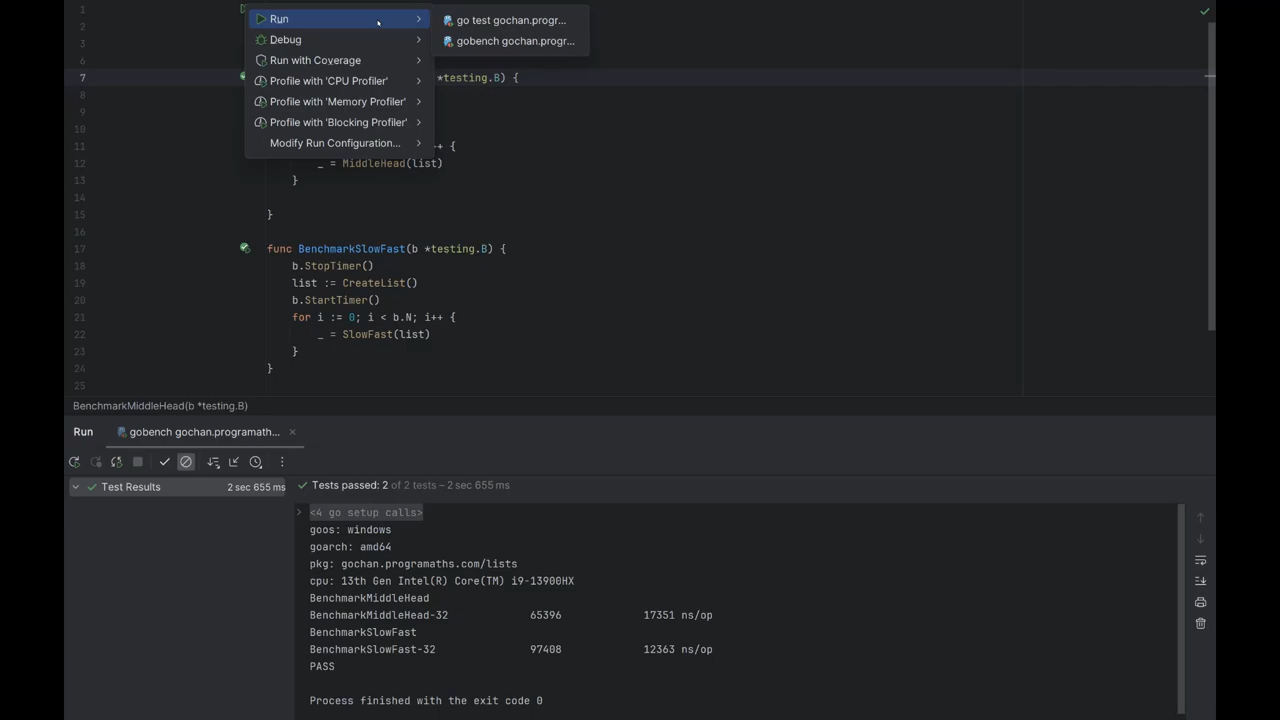 1
Run
go test gochan.progr...
2
Debug
gobench gochan.progr...
3
6
Run with Coverage
7
*testing.B) {
Profile with 'CPU Profiler'
8
9
Profile with 'Memory Profiler'
10
Profile with 'Blocking Profiler'
11
++ {
Modify Run Configuration...
12 _ = MiddleHead(list)
13 }
14
15 }
16
17 func BenchmarkSlowFast(b *testing.B) {
18 b.StopTimer()
19 list := CreateList()
20 b.StartTimer()
21 for i := 0; i < b.N; i++ {
22 _ = SlowFast(list)
23 }
24 }
25
BenchmarkMiddleHead(b *testing.B)
Run gobench gochan.programath...
Test Results 2 sec 655 ms
Tests passed: 2 of 2 tests – 2 sec 655 ms
<4 go setup calls>
goos: windows
goarch: amd64
pkg: gochan.programaths.com/lists
cpu: 13th Gen Intel(R) Core(TM) i9-13900HX
BenchmarkMiddleHead
BenchmarkMiddleHead-32 65396 17351 ns/op
BenchmarkSlowFast
BenchmarkSlowFast-32 97408 12363 ns/op
PASS
Process finished with the exit code 0